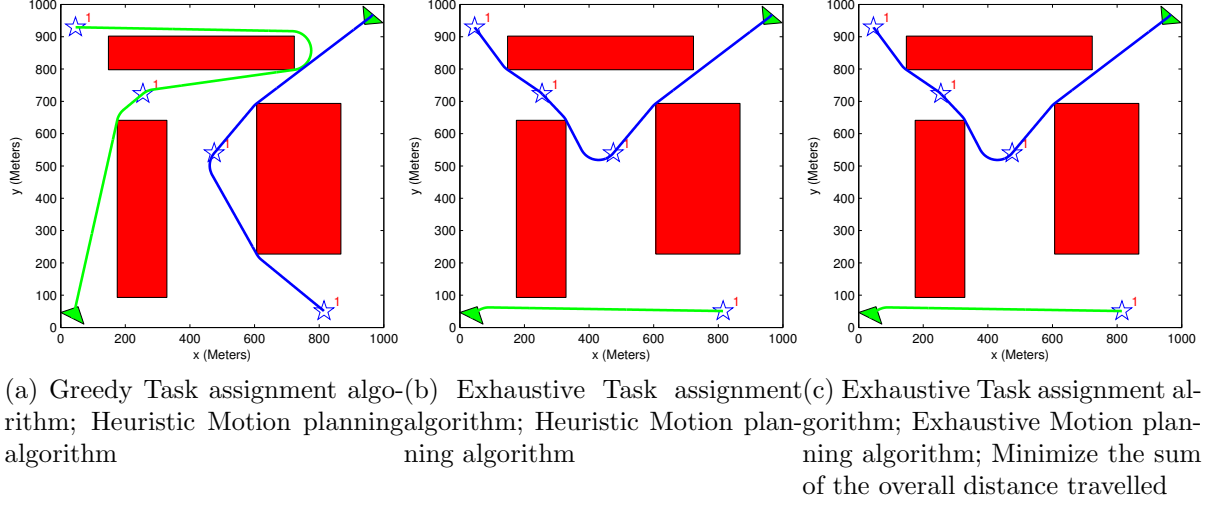 1000
900
800
700
600
500
400
300
200
100
0
y (Meters)
0 200 400 600 800 1000
x (Meters)
1
1
1
1
1000
900
800
700
600
500
400
300
200
100
0
y (Meters)
0 200 400 600 800 1000
x (Meters)
1
1
1
1
1000
900
800
700
600
500
400
300
200
100
0
y (Meters)
0 200 400 600 800 1000
x (Meters)
1
1
1
1
(a) Greedy Task assignment algo-
rithm; Heuristic Motion planning
algorithm
(b) Exhaustive Task assignment
algorithm; Heuristic Motion plan-
ning algorithm
(c) Exhaustive Task assignment al-
gorithm; Exhaustive Motion plan-
ning algorithm; Minimize the sum
of the overall distance travelled